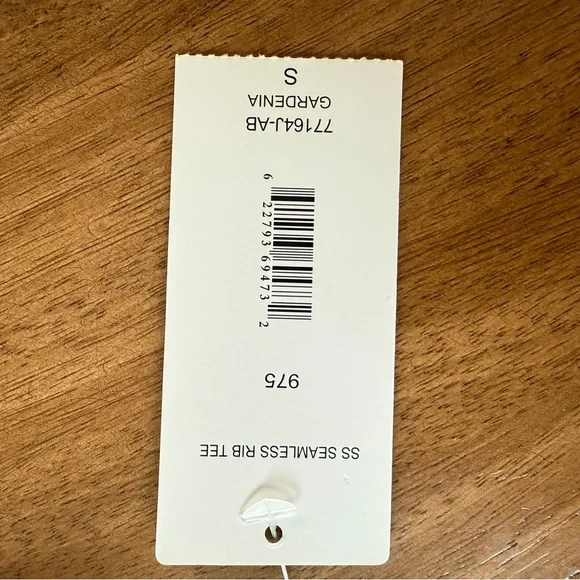 SS SEAMLESS RIB TEE
975
6 22793 69473 2
77164J-AB
GARDENIA
S